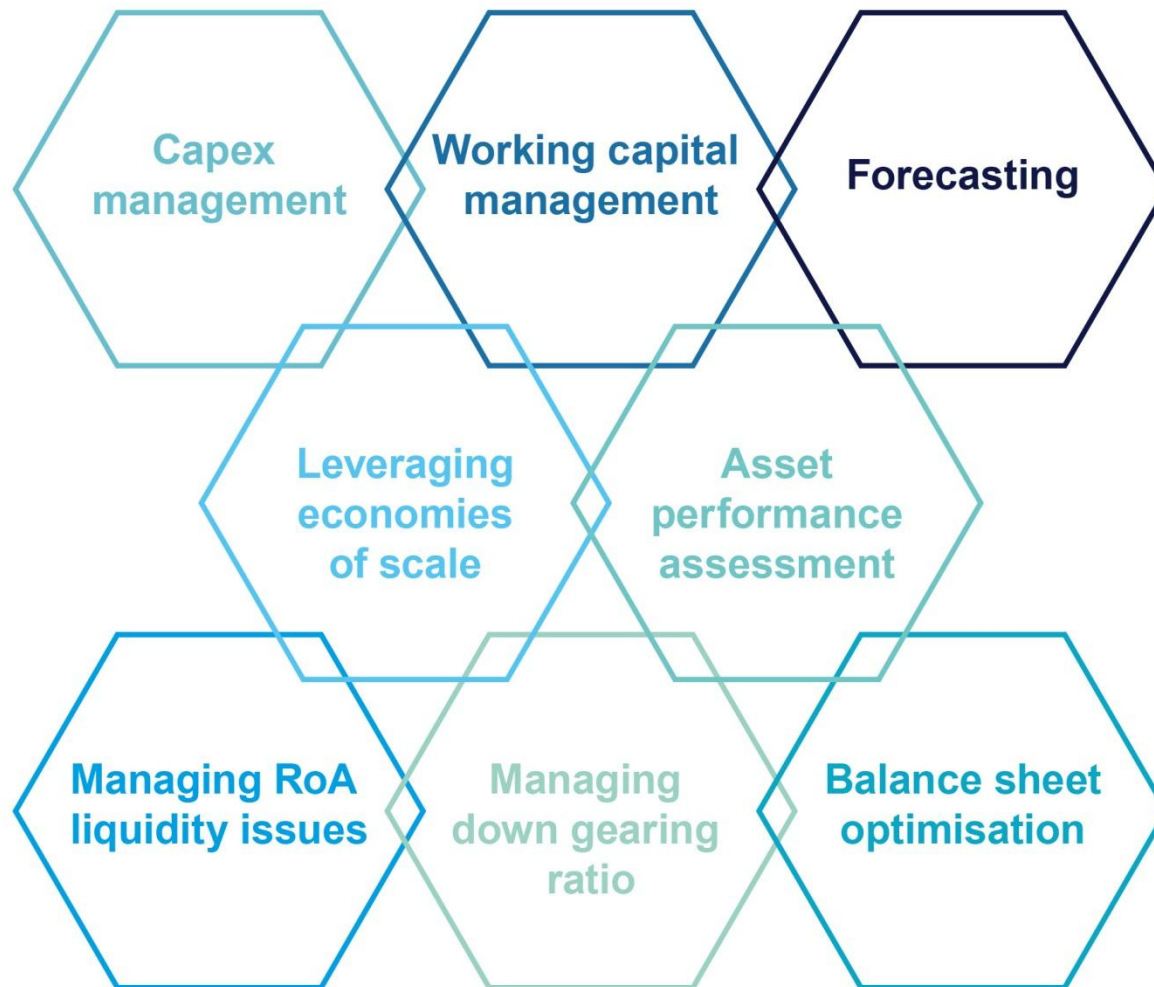 Capex
management
Working capital
management
Forecasting
Leveraging
economies
of scale
Asset
performance
assessment
Managing RoA
liquidity issues
Managing
down gearing
ratio
Balance sheet
optimisation